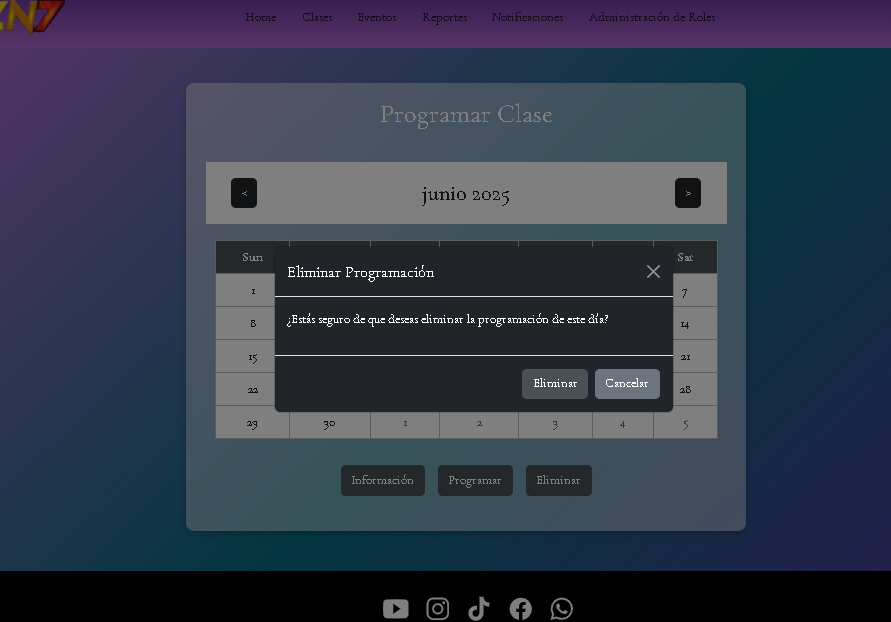 ZN7
Home Clases Eventos Reportes Notificaciones Administración de Roles
Programar Clase
< junio 2025 >
Sun Sat
Eliminar Programación
1 7
¿Estás seguro de que deseas eliminar la programación de este día?
8 14
15 21
22 28
Eliminar Cancelar
29 30 1 2 3 4 5
Información Programar Eliminar